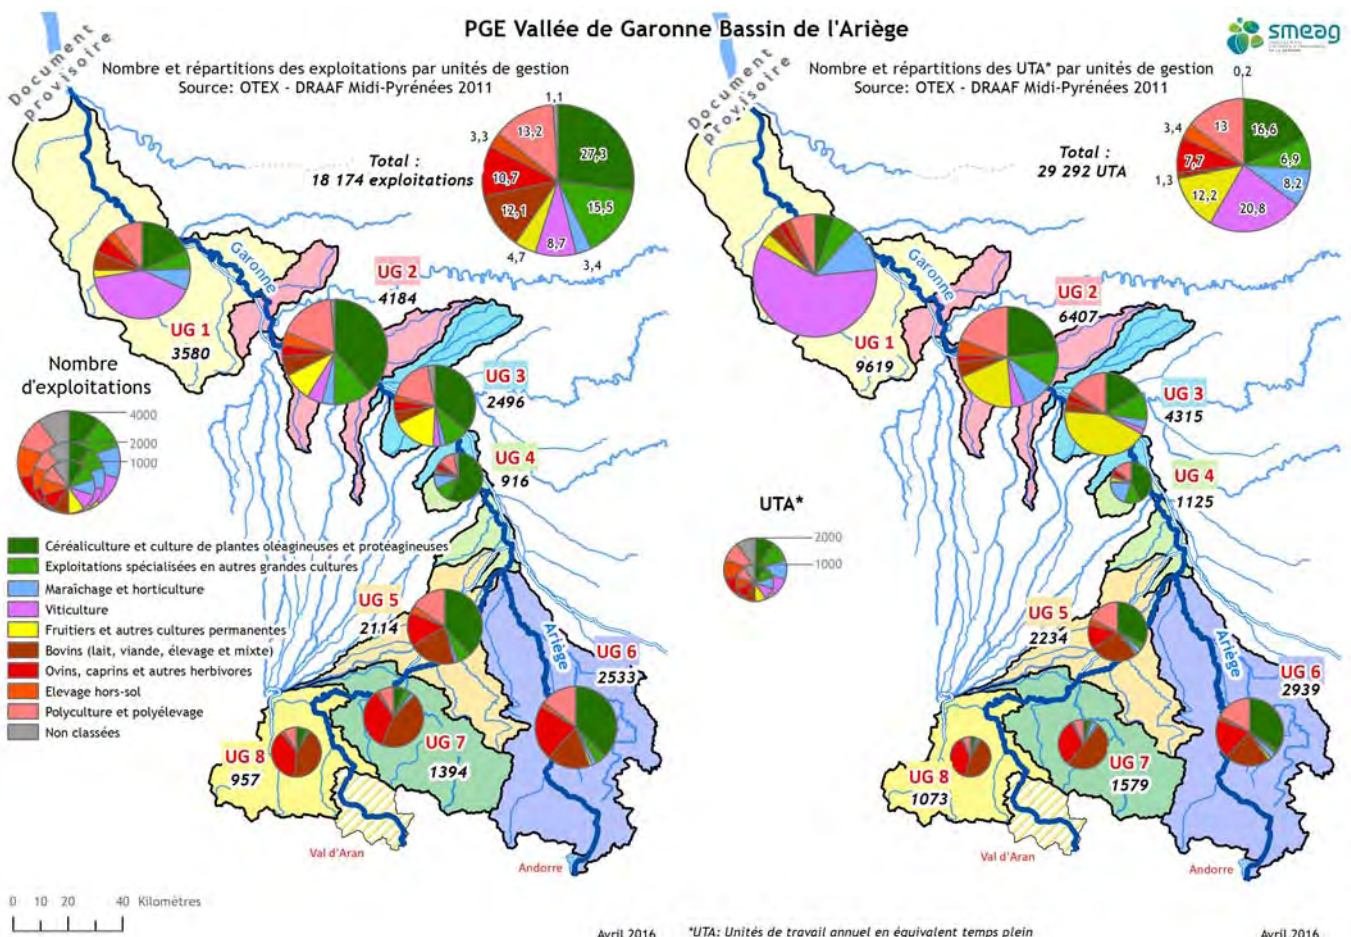 PGE Vallée de Garonne Bassin de l'Ariège
smeag
Document
provisoire
Nombre et répartitions des exploitations par unités de gestion
Source: OTEX - DRAAF Midi-Pyrénées 2011
Total :
18 174 exploitations
1,1
27,3
15,5
3,4
8,7
4,7
12,1
10,7
3,3
13,2
Garonne
UG 1
3580
UG 2
4184
UG 3
2496
UG 4
916
UG 5
2114
UG 6
2533
UG 7
1394
UG 8
957
Ariège
Val d'Aran
Andorre
Nombre
d'exploitations
4000
2000
1000
Céréaliculture et culture de plantes oléagineuses et protéagineuses
Exploitations spécialisées en autres grandes cultures
Maraîchage et horticulture
Viticulture
Fruitiers et autres cultures permanentes
Bovins (lait, viande, élevage et mixte)
Ovins, caprins et autres herbivores
Elevage hors-sol
Polyculture et polyélevage
Non classées
0 10 20 40 Kilomètres
Avril 2016
Document
provisoire
Nombre et répartitions des UTA* par unités de gestion
Source: OTEX - DRAAF Midi-Pyrénées 2011
Total :
29 292 UTA
0,2
16,6
6,9
8,2
20,8
12,2
1,3
7,7
3,4
13
Garonne
UG 1
9619
UG 2
6407
UG 3
4315
UG 4
1125
UG 5
2234
UG 6
2939
UG 7
1579
UG 8
1073
Ariège
Val d'Aran
Andorre
UTA*
2000
1000
*UTA: Unités de travail annuel en équivalent temps plein
Avril 2016